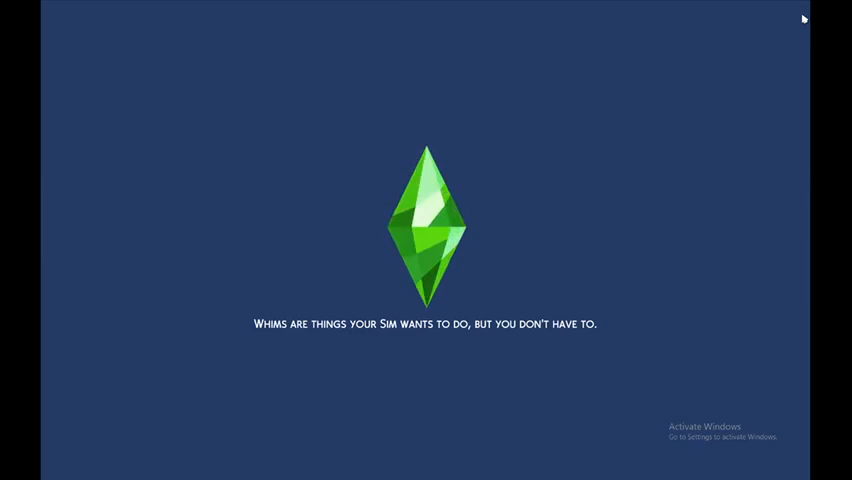 Whims are things your Sim wants to do, but you don't have to.
Activate Windows
Go to Settings to activate Windows.